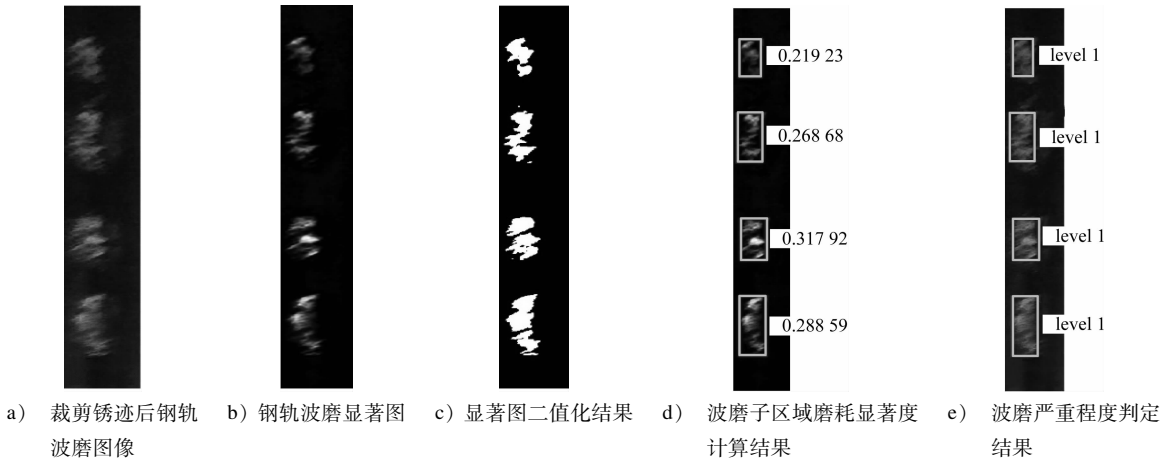 0.219 23
0.268 68
0.317 92
0.288 59
level 1
level 1
level 1
level 1
a） 裁剪锈迹后钢轨
波磨图像
b）钢轨波磨显著图
c）显著图二值化结果
d） 波磨子区域磨耗显著度
计算结果
e） 波磨严重程度判定
结果